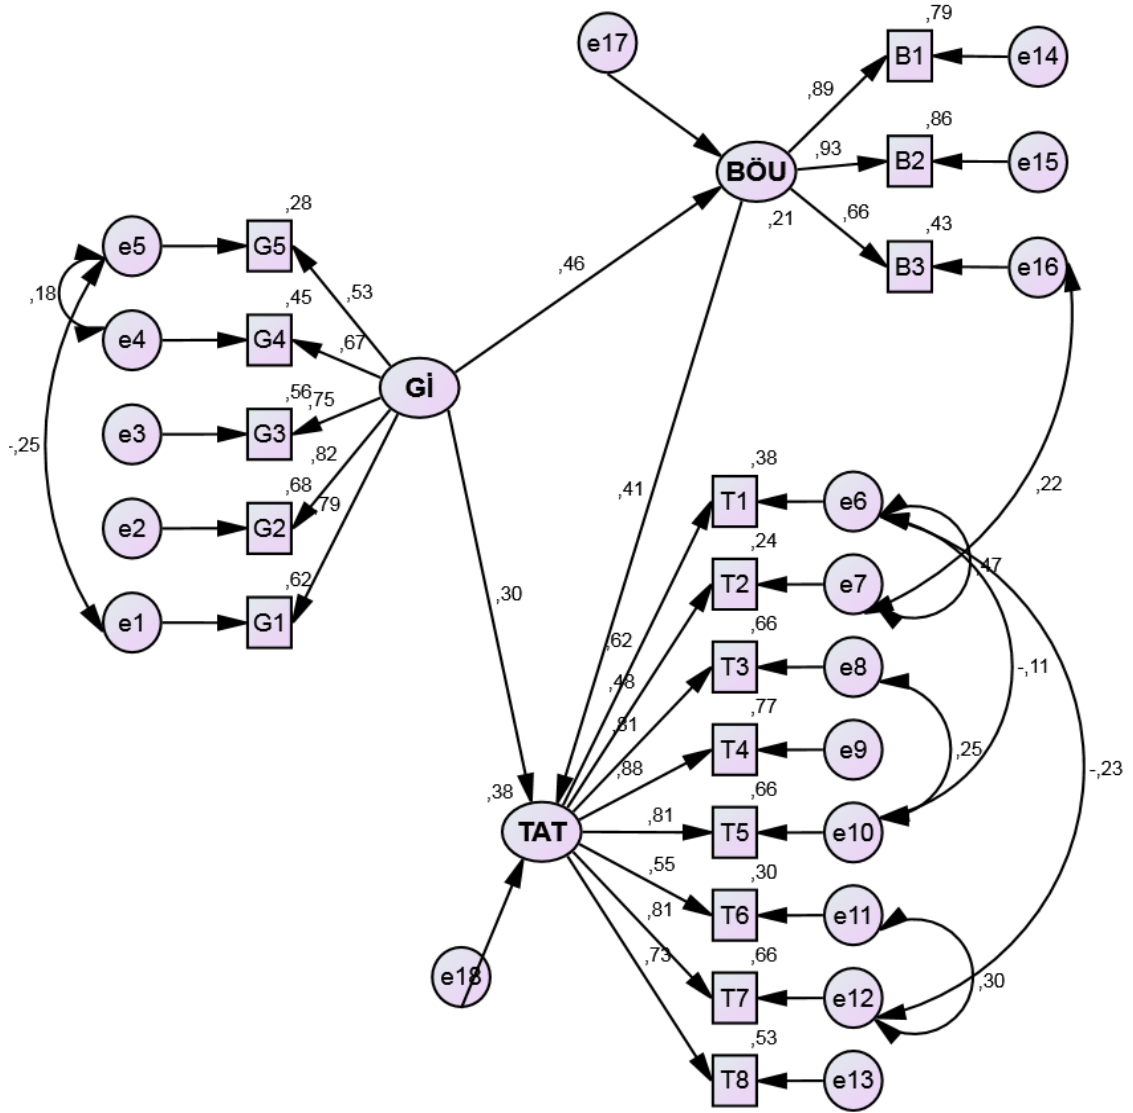 e17
,79
B1
e14
,89
,86
,93
B2
e15
BÖU
,21
,66
,43
B3
e16
,28
e5
G5
,18
,46
,53
,45
e4
G4
,67
Gİ
,56
,75
e3
G3
-,25
,82
,68
,79
e2
G2
,62
e1
G1
,41
,30
,22
,38
T1
e6
,47
,24
T2
e7
,62
,66
T3
e8
-,11
,48
,77
,81
T4
e9
,25
,88
-,23
,38
,66
TAT
,81
T5
e10
,55
,30
,81
T6
e11
,73
,66
e18
T7
e12
,30
,53
T8
e13